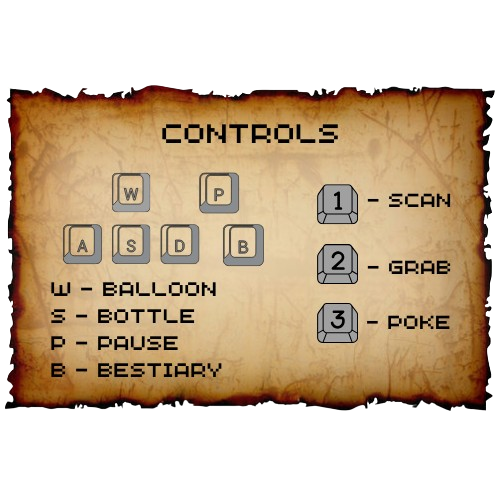 CONTROLS
W P
A S D B
W - BALLOON
S - BOTTLE
P - PAUSE
B - BESTIARY
1 - SCAN
2 - GRAB
3 - POKE